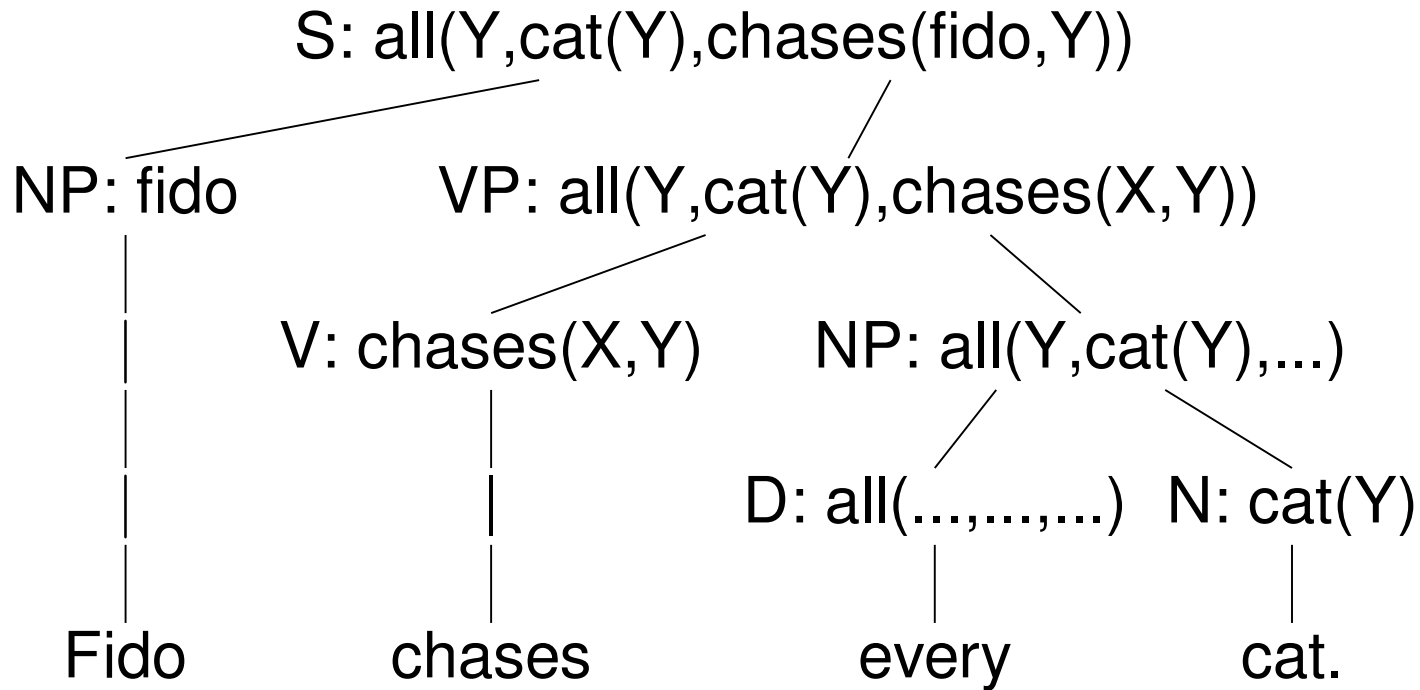 S: all(Y,cat(Y),chases(fido,Y))
NP: fido VP: all(Y,cat(Y),chases(X,Y))
V: chases(X,Y) NP: all(Y,cat(Y),...)
D: all(...,...,...) N: cat(Y)
Fido chases every cat.